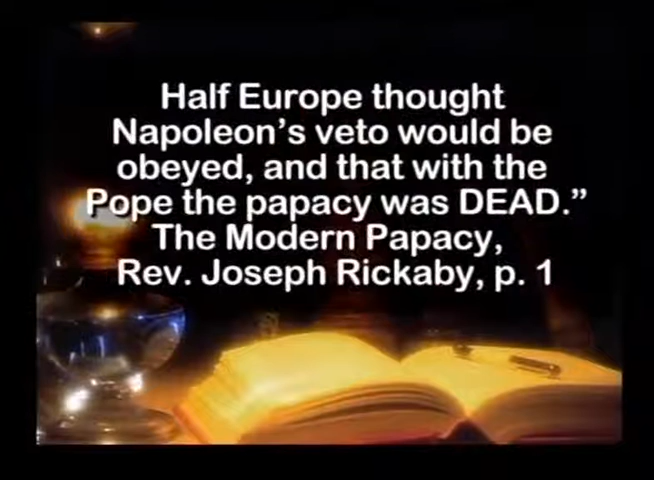 Half Europe thought
Napoleon’s veto would be
obeyed, and that with the
Pope the papacy was DEAD.”
The Modern Papacy,
Rev. Joseph Rickaby, p. 1